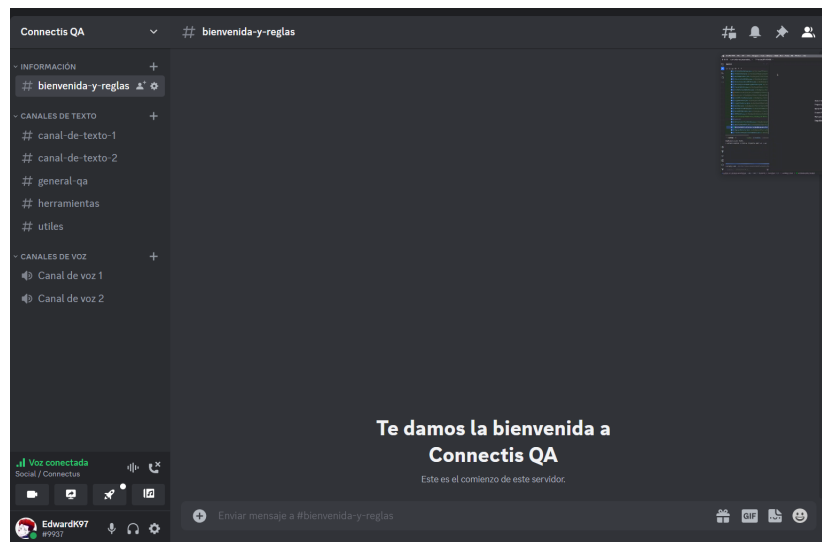 Connectis QA
# bienvenida-y-reglas
INFORMACIÓN
# bienvenida-y-reglas
CANALES DE TEXTO
# canal-de-texto-1
# canal-de-texto-2
# general-qa
# herramientas
# utiles
CANALES DE VOZ
Canal de voz 1
Canal de voz 2
Te damos la bienvenida a
Connectis QA
Este es el comienzo de este servidor.
Voz conectada
Social / Connectus
EdwardK97
#9937
Enviar mensaje a #bienvenida-y-reglas
GIF